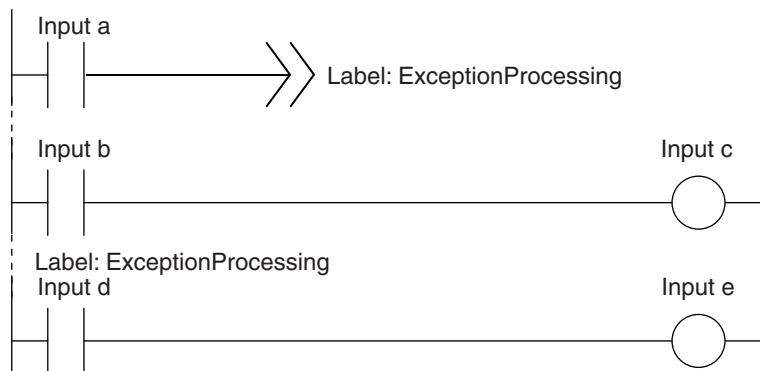 Input a
Label: ExceptionProcessing
Input b
Input c
Label: ExceptionProcessing
Input d
Input e